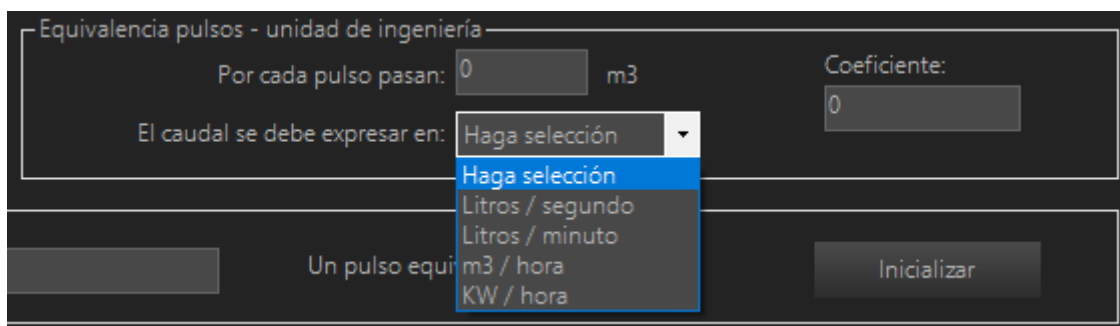 Equivalencia pulsos - unidad de ingeniería
Por cada pulso pasan: 0 m3
Coeficiente:
0
El caudal se debe expresar en: Haga selección
Haga selección
Litros / segundo
Litros / minuto
m3 / hora
KW / hora
Un pulso
Inicializar